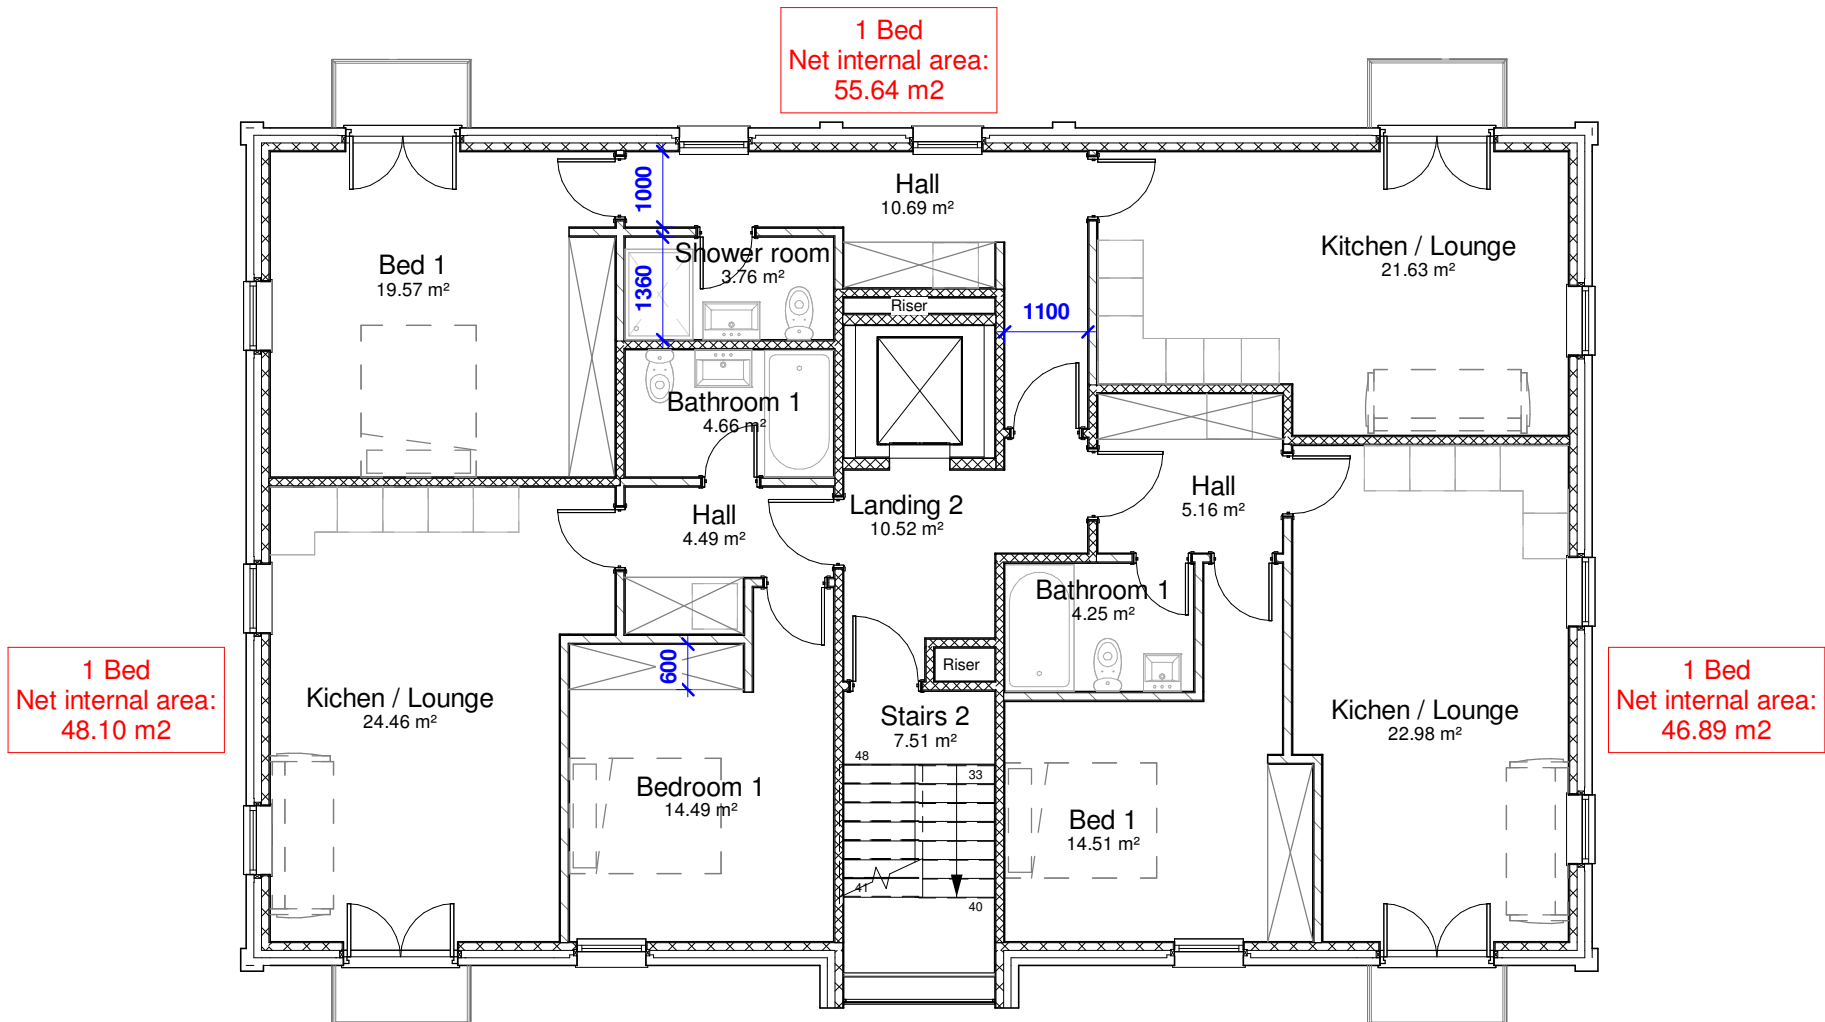 1 Bed
Net internal area:
55.64 m2
Hall
10.69 m²
1000
Shower room
3.76 m²
1360
Bed 1
19.57 m²
Kitchen / Lounge
21.63 m²
Riser
1100
Bathroom 1
4.66 m²
Hall
4.49 m²
Landing 2
10.52 m²
Hall
5.16 m²
Bathroom 1
4.25 m²
600
Riser
1 Bed
Net internal area:
48.10 m2
Kichen / Lounge
24.46 m²
Stairs 2
7.51 m²
48
33
41
40
Bedroom 1
14.49 m²
Bed 1
14.51 m²
Kichen / Lounge
22.98 m²
1 Bed
Net internal area:
46.89 m2